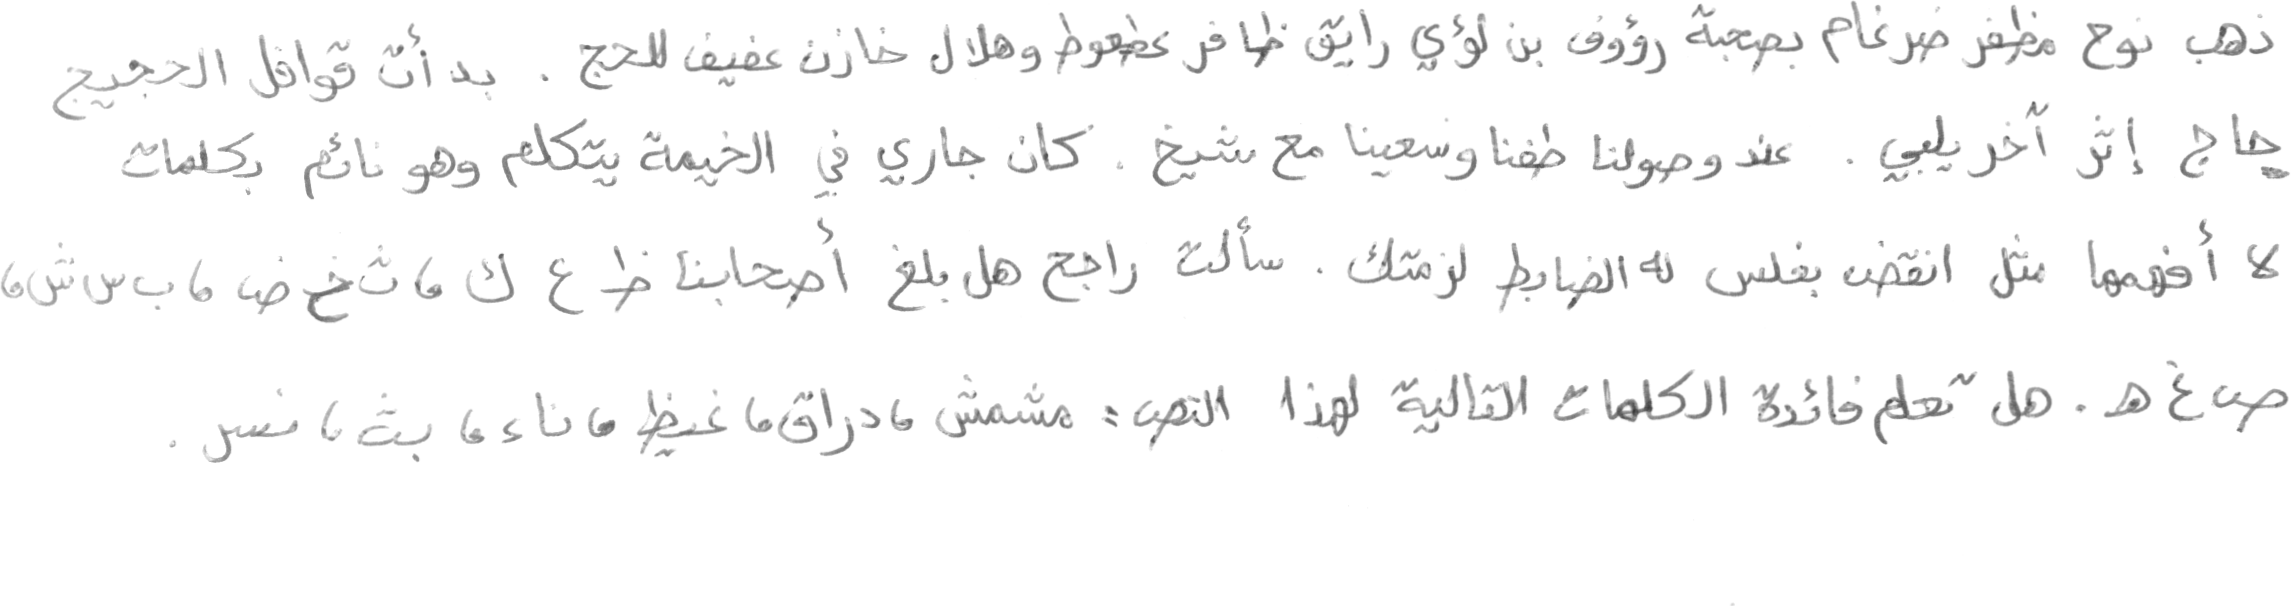 ذهب نوح مظفر ضرغام بصحبة رؤوف بن لؤي رايق ظافر عطعوط وهلال خازن عفيف للحج . بدأت قوافل الحجيج
حاج إثر آخر يلبي . عند وصولنا طفنا وسعينا مع شيخ . كان جاري في الخيمة يتكلم وهو نائم بكلمات
لا أفهمها مثل انقض بغلس له الضابط لزمتك . سألت راجح هل بلغ أصحابنا ظ ع ك ، ث خ ض ، ب س ش ،
ص غ هـ . هل تعلم فائدة الكلمات التالية لهذا النص : مشمش ، دراق ، غيظ ، ناء ، بث ، نفس .